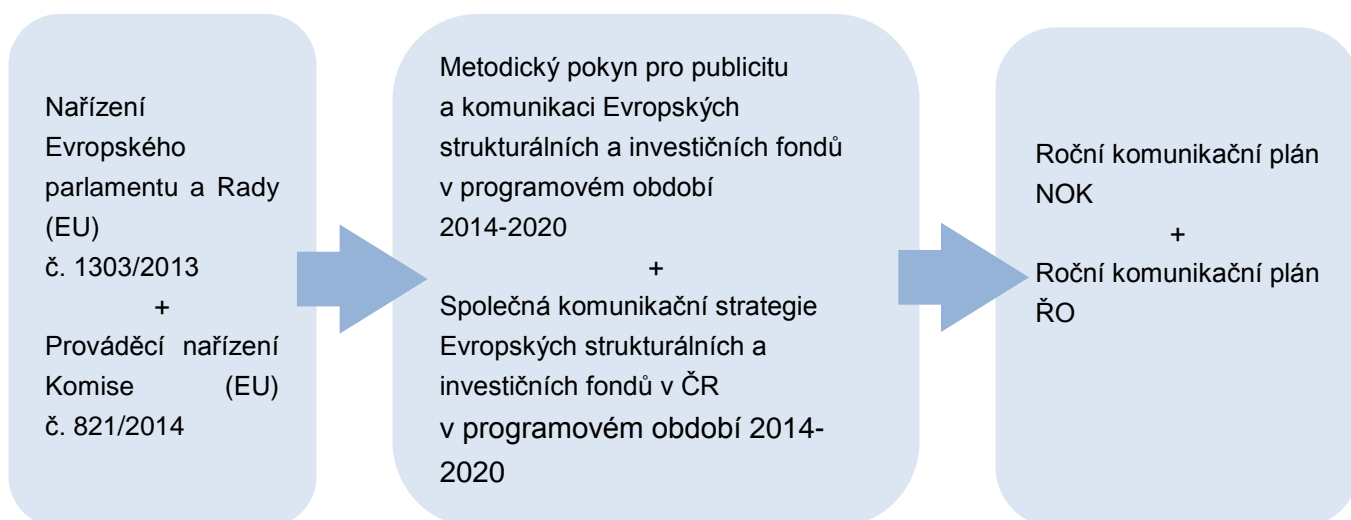 Nařízení
Evropského
parlamentu a Rady
(EU)
č. 1303/2013
+
Prováděcí nařízení
Komise (EU)
č. 821/2014
Metodický pokyn pro publicitu
a komunikaci Evropských
strukturálních a investičních fondů
v programovém období
2014-2020
+
Společná komunikační strategie
Evropských strukturálních a
investičních fondů v ČR
v programovém období 2014-
2020
Roční komunikační plán
NOK
+
Roční komunikační plán
ŘO